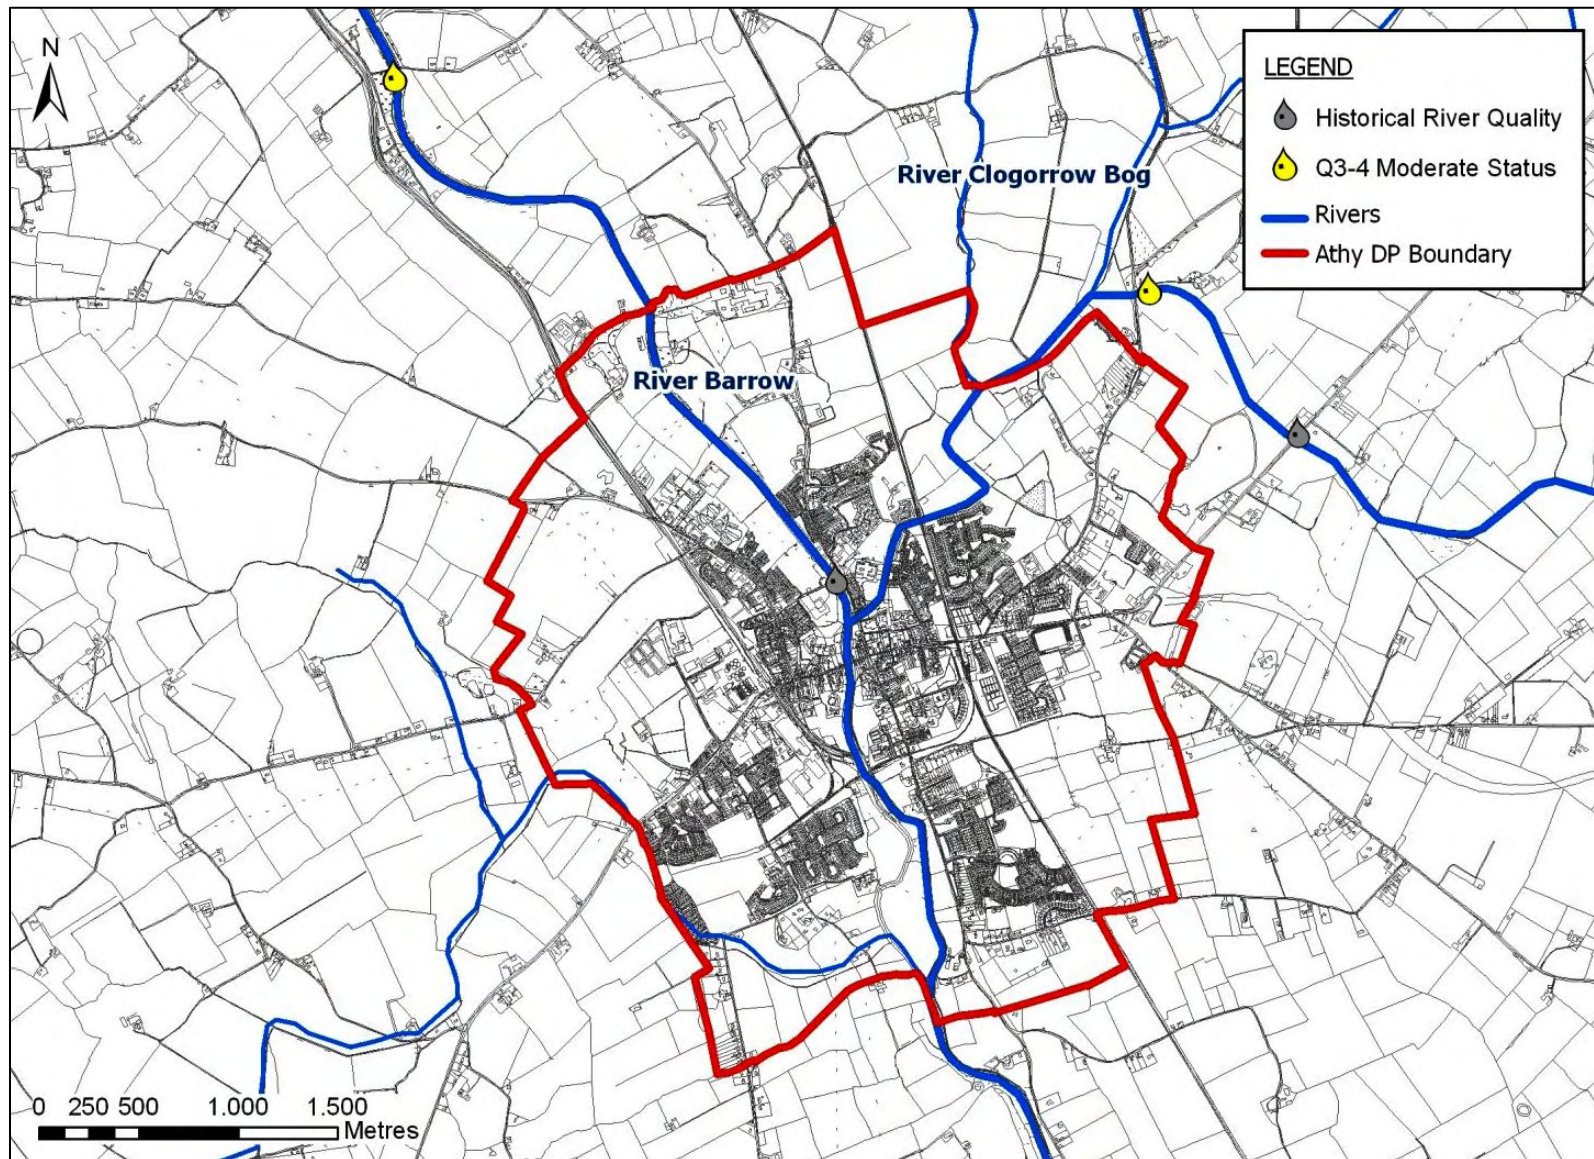 N
LEGEND
Historical River Quality
Q3-4 Moderate Status
Rivers
Athy DP Boundary
River Clogorrow Bog
River Barrow
0 250 500 1.000 1.500
Metres